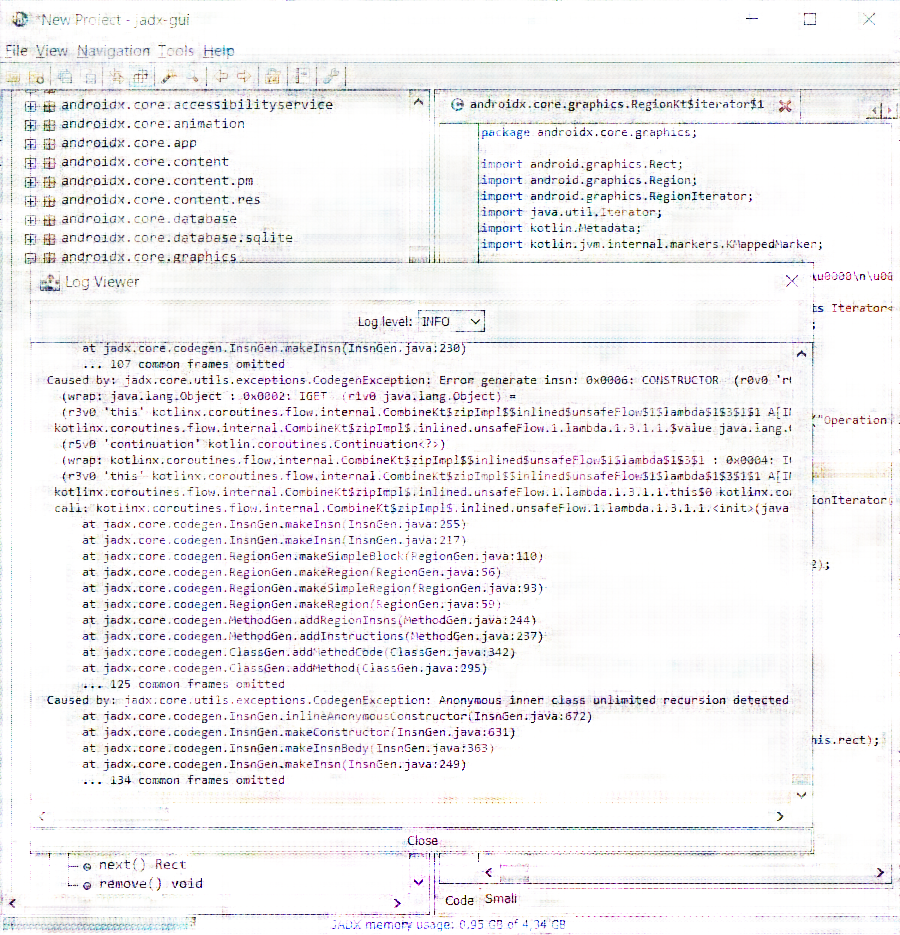 *New Project - jadx-gui
File View Navigation Tools Help
androidx.core.accessibilityservice
androidx.core.animation
androidx.core.app
androidx.core.content
androidx.core.content.pm
androidx.core.content.res
androidx.core.database
androidx.core.database.sqlite
androidx.core.graphics
androidx.core.graphics.RegionKt$iterator$1
package androidx.core.graphics;
import android.graphics.Rect;
import android.graphics.Region;
import android.graphics.RegionIterator;
import java.util.Iterator;
import kotlin.Metadata;
import kotlin.jvm.internal.markers.KMappedMarker;
Log Viewer
\u0000\n\u00
Iterator<
Log level: INFO
at jadx.core.codegen.InsnGen.makeInsn(InsnGen.java:230)
... 107 common frames omitted
Caused by: jadx.core.utils.exceptions.CodegenException: Error generate insn: 0x0006: CONSTRUCTOR (r0v0
(wrap: java.lang.Object : 0x0002: IGET (r1v0 java.lang.Object) =
(r3v0 'this' kotlinx.coroutines.flow.internal.CombineKt$zipImpl$$inlined$unsafeFlow$1$lambda$1$3$1$1
kotlinx.coroutines.flow.internal.CombineKt$zipImpl$.inlined.unsafeFlow.1.lambda.1.3.1.1.$value java.lang.
("Operation
(r5v0 'continuation' kotlin.coroutines.Continuation<?>)
(wrap: kotlinx.coroutines.flow.internal.CombineKt$zipImpl$$inlined$unsafeFlow$1$lambda$1$3$1 : 0x0004:
(r3v0 'this' kotlinx.coroutines.flow.internal.CombineKt$zipImpl$$inlined$unsafeFlow$1$lambda$1$3$1$1
kotlinx.coroutines.flow.internal.CombineKt$zipImpl$.inlined.unsafeFlow.1.lambda.1.3.1.1.this$0
onIterator
call: kotlinx.coroutines.flow.internal.CombineKt$zipImpl$.inlined.unsafeFlow.1.lambda.1.3.1.1.<init>(java
at jadx.core.codegen.InsnGen.makeInsn(InsnGen.java:255)
at jadx.core.codegen.InsnGen.makeInsn(InsnGen.java:217)
at jadx.core.codegen.RegionGen.makeSimpleBlock(RegionGen.java:110)
at jadx.core.codegen.RegionGen.makeRegion(RegionGen.java:56)
at jadx.core.codegen.RegionGen.makeSimpleRegion(RegionGen.java:93)
at jadx.core.codegen.RegionGen.makeRegion(RegionGen.java:59)
at jadx.core.codegen.MethodGen.addRegionInsns(MethodGen.java:244)
at jadx.core.codegen.MethodGen.addInstructions(MethodGen.java:237)
at jadx.core.codegen.ClassGen.addMethodCode(ClassGen.java:342)
at jadx.core.codegen.ClassGen.addMethod(ClassGen.java:295)
... 125 common frames omitted
Caused by: jadx.core.utils.exceptions.CodegenException: Anonymous inner class unlimited recursion detected
at jadx.core.codegen.InsnGen.inlineAnonymousConstructor(InsnGen.java:672)
at jadx.core.codegen.InsnGen.makeConstructor(InsnGen.java:631)
at jadx.core.codegen.InsnGen.makeInsnBody(InsnGen.java:363)
his.rect);
at jadx.core.codegen.InsnGen.makeInsn(InsnGen.java:249)
... 134 common frames omitted
Close
next() Rect
remove() void
Code Smali
JADX memory usage: 0.95 GB of 4.34 GB